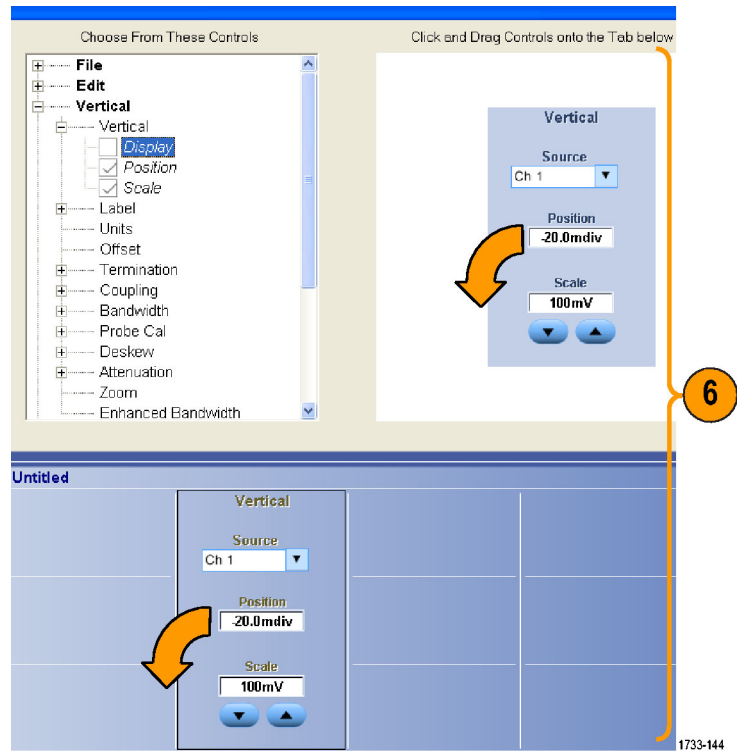 Choose From These Controls
File
Edit
Vertical
Vertical
Display
Position
Scale
Label
Units
Offset
Termination
Coupling
Bandwidth
Probe Cal
Deskew
Attenuation
Zoom
Enhanced Bandwidth
Click and Drag Controls onto the Tab below
Vertical
Source
Ch 1
Position
-20.0mdiv
Scale
100mV
6
Untitled
Vertical
Source
Ch 1
Position
-20.0mdiv
Scale
100mV
1733-144